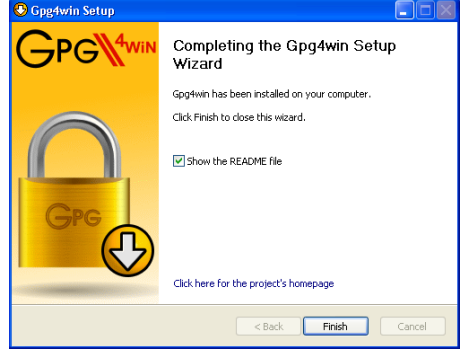 Gpg4win Setup
GPG4WIN
Completing the Gpg4win Setup
Wizard
Gpg4win has been installed on your computer.
Click Finish to close this wizard.
Show the README file
GPG
Click here for the project's homepage
< Back
Finish
Cancel